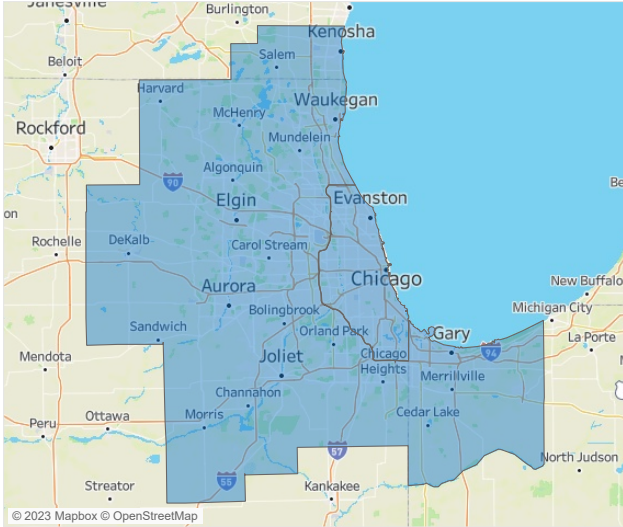 Janesville
Burlington
Kenosha
Beloit
Salem
Harvard
Waukegan
McHenry
Rockford
Mundelein
Algonquin
90
Be
Elgin
Evanston
on
Rochelle
DeKalb
Carol Stream
Chicago
New Buffalo
Aurora
Bolingbrook
Michigan City
Sandwich
Orland Park
Gary
La Porte
Mendota
Joliet
Chicago
Heights
94
Merrillville
Channahon
Peru
Ottawa
Morris
Cedar Lake
57
North Judson
Streator
55
Kankakee
© 2023 Mapbox © OpenStreetMap